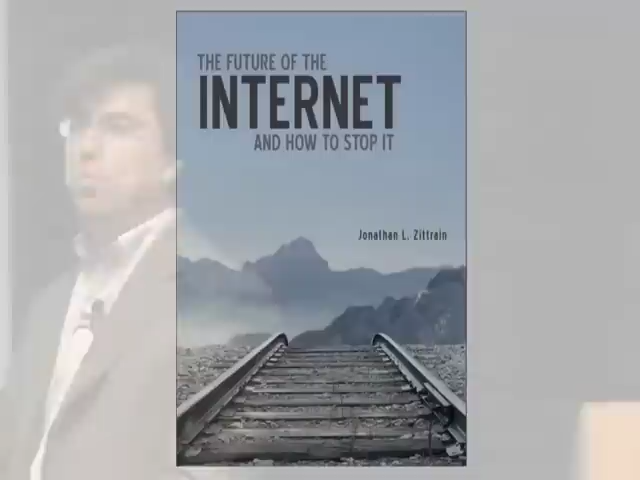 THE FUTURE OF THE
INTERNET
AND HOW TO STOP IT
Jonathan L. Zittrain